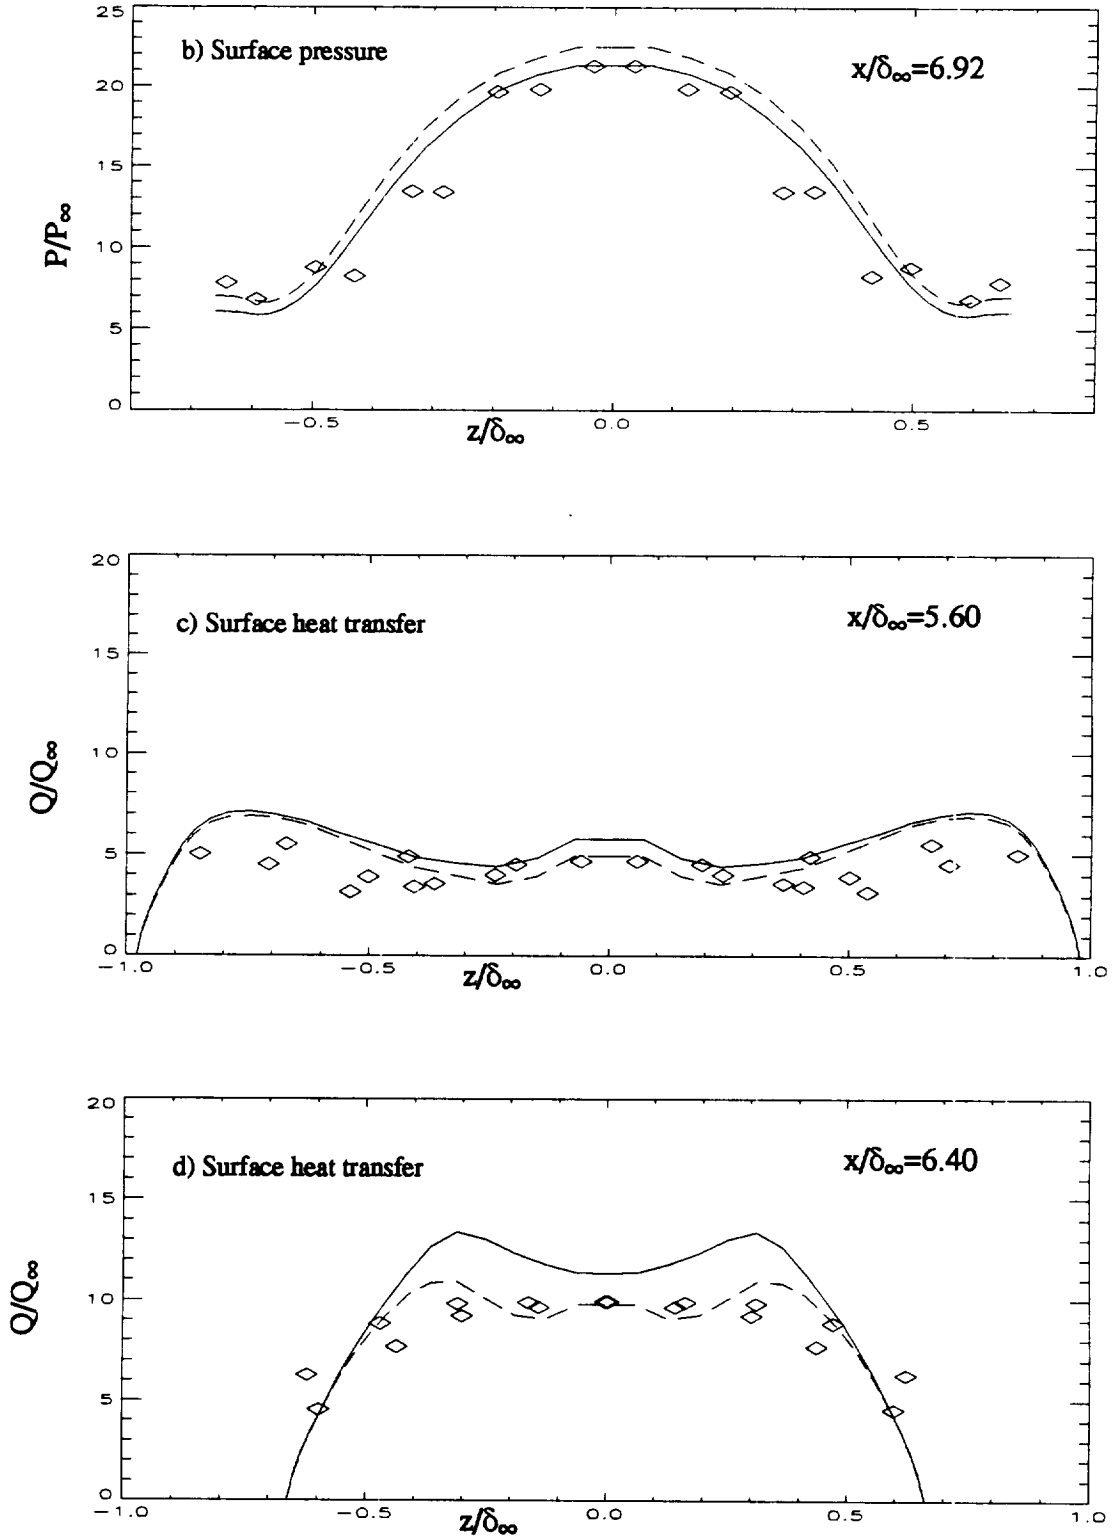 25
b) Surface pressure
x/δ∞=6.92
20
15
P/P∞
10
5
0
−0.5
z/δ∞
0.0
0.5
20
c) Surface heat transfer
x/δ∞=5.60
15
Q/Q∞
10
5
0
−1.0
−0.5
z/δ∞
0.0
0.5
1.0
20
d) Surface heat transfer
x/δ∞=6.40
15
Q/Q∞
10
5
0
−1.0
−0.5
z/δ∞
0.0
0.5
1.0